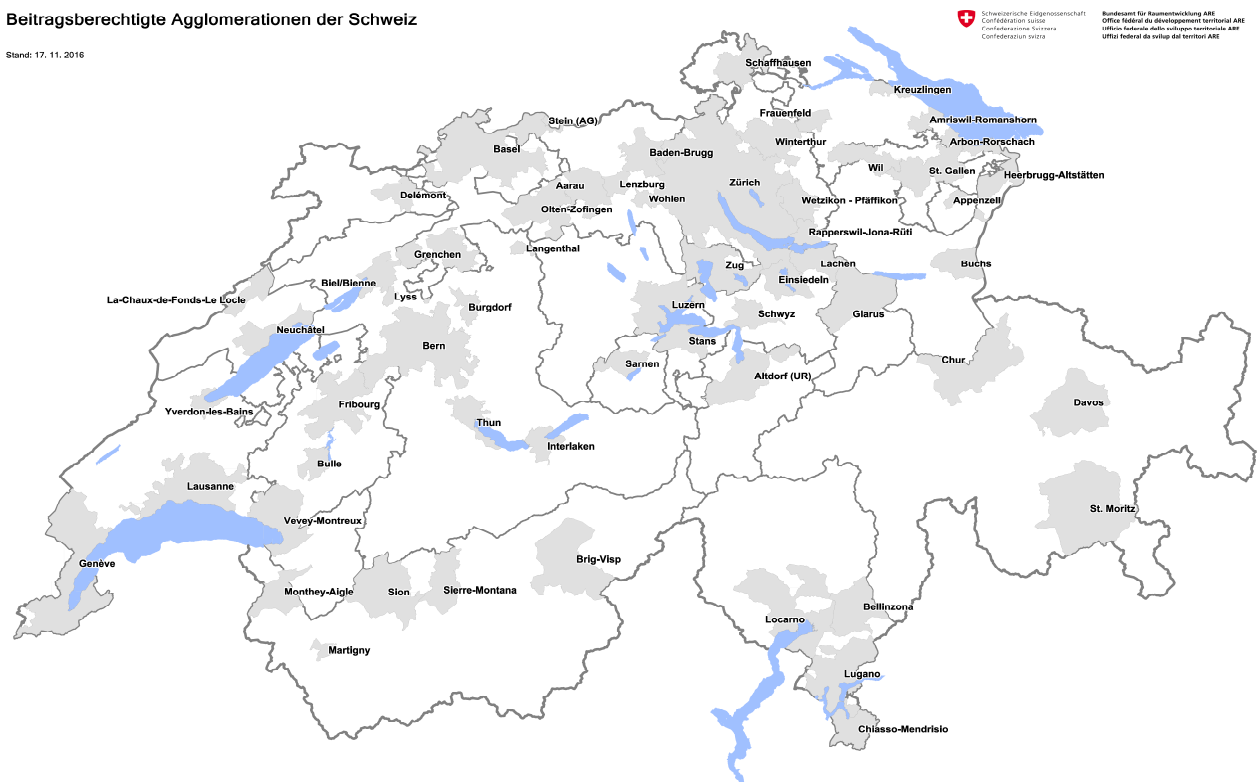 Beitragsberechtigte Agglomerationen der Schweiz
Schweizerische Eidgenossenschaft
Confédération suisse
Confederazione Svizzera
Confederaziun svizra
Bundesamt für Raumentwicklung ARE
Office fédéral du développement territorial ARE
Ufficio federale dello sviluppo territoriale ARE
Uffizi federal da svilup dal territori ARE
Stand: 17. 11. 2016
Schaffhausen
Kreuzlingen
Frauenfeld
Stein (AG)
Amriswil-Romanshorn
Winterthur
Arbon-Rorschach
Basel
Baden-Brugg
Wil
St. Gallen
Heerbrugg-Altstätten
Zürich
Aarau
Lenzburg
Delémont
Wohlen
Wetzikon - Pfäffikon
Appenzell
Olten-Zofingen
Rapperswil-Jona-Rüti
Langenthal
Grenchen
Zug
Lachen
Buchs
Einsiedeln
Biel/Bienne
Lyss
La-Chaux-de-Fonds-Le Locle
Burgdorf
Luzern
Schwyz
Glarus
Neuchâtel
Stans
Bern
Sarnen
Chur
Altdorf (UR)
Davos
Fribourg
Yverdon-les-Bains
Thun
Interlaken
Bulle
Lausanne
St. Moritz
Vevey-Montreux
Brig-Visp
Genève
Monthey-Aigle
Sion
Sierre-Montana
Bellinzona
Locarno
Martigny
Lugano
Chiasso-Mendrisio